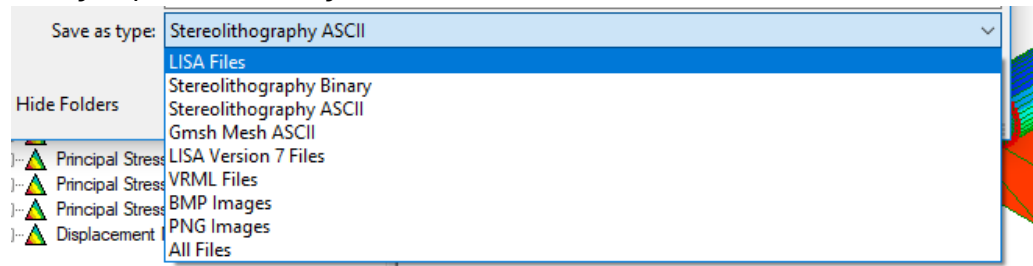 Save as type: Stereolithography ASCII
LISA Files
Stereolithography Binary
Hide Folders Stereolithography ASCII
Gmsh Mesh ASCII
Principal Stress LISA Version 7 Files
Principal Stress VRML Files
Principal Stress BMP Images
Displacement PNG Images
All Files